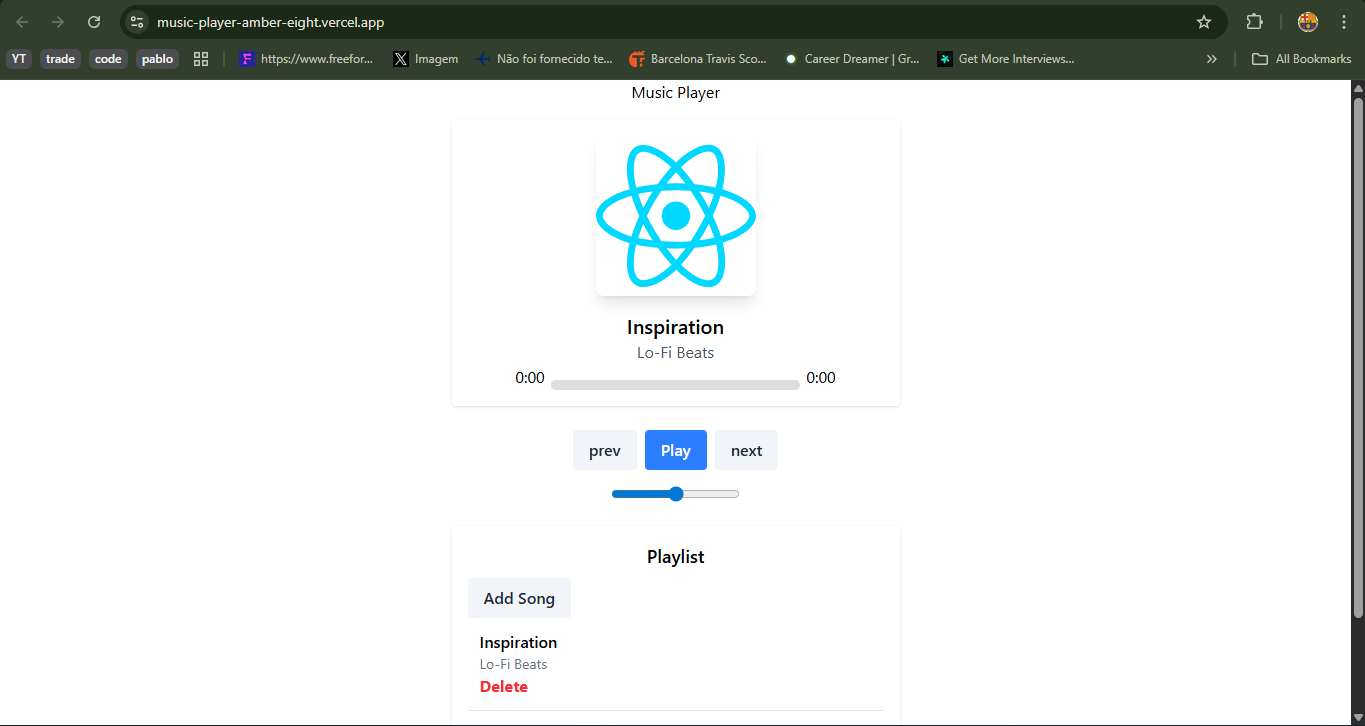 music-player-amber-eight.vercel.app
YT trade code pablo https://www.freefor... Imagem Não foi fornecido te... Barcelona Travis Sco... Career Dreamer | Gr... Get More Interviews... » All Bookmarks
Music Player
Inspiration
Lo-Fi Beats
0:00 0:00
prev Play next
Playlist
Add Song
Inspiration
Lo-Fi Beats
Delete